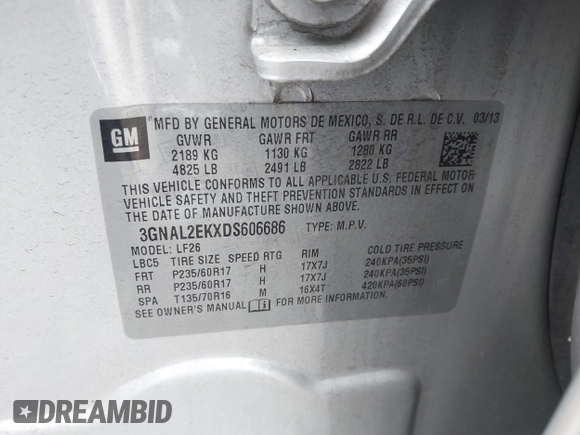 GM
MFD BY GENERAL MOTORS DE MEXICO, S. DE R.L. DE C.V. 03/13
GVWR GAWR FRT GAWR RR
2189 KG 1130 KG 1280 KG
4825 LB 2491 LB 2822 LB
THIS VEHICLE CONFORMS TO ALL APPLICABLE U.S. FEDERAL MOTOR
VEHICLE SAFETY AND THEFT PREVENTION STANDARDS IN EFFECT ON
THE DATE OF MANUFACTURE SHOWN ABOVE.
3GNAL2EKXDS606686 TYPE: M.P.V.
MODEL: LF26
LBC5 TIRE SIZE SPEED RTG RIM COLD TIRE PRESSURE
FRT P235/60R17 H 17X7J 240KPA(35PSI)
RR P235/60R17 H 17X7J 240KPA(35PSI)
SPA T135/70R16 M 16X4T 420KPA(60PSI)
SEE OWNER'S MANUAL FOR MORE INFORMATION.
DREAMBID